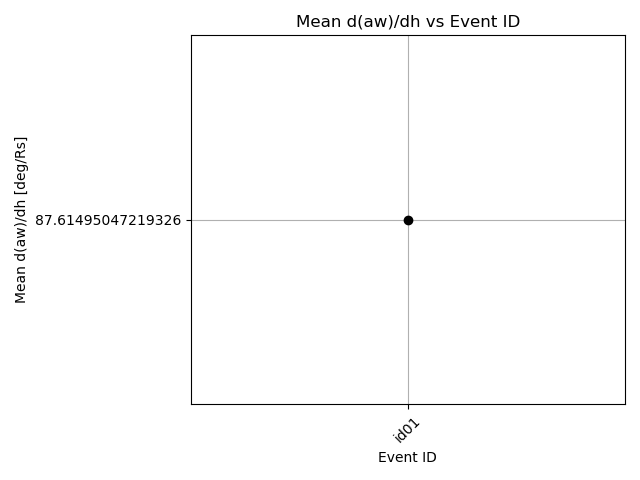 Mean d(aw)/dh vs Event ID
Mean d(aw)/dh [deg/Rs]
87.61495047219326
id01
Event ID